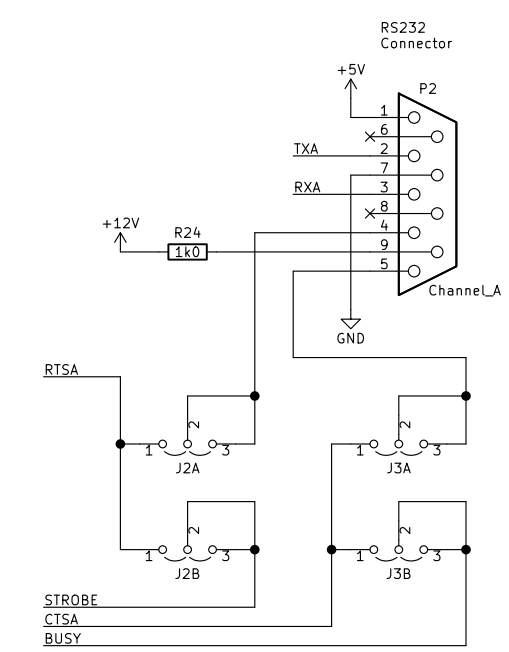 RS232
Connector
+5V
P2
1
6
TXA
2
7
RXA
3
8
+12V
R24
4
1k0
9
5
Channel_A
GND
RTSA
2
2
1
3
1
3
J2A
J3A
2
2
1
3
1
3
J2B
J3B
STROBE
CTSA
BUSY